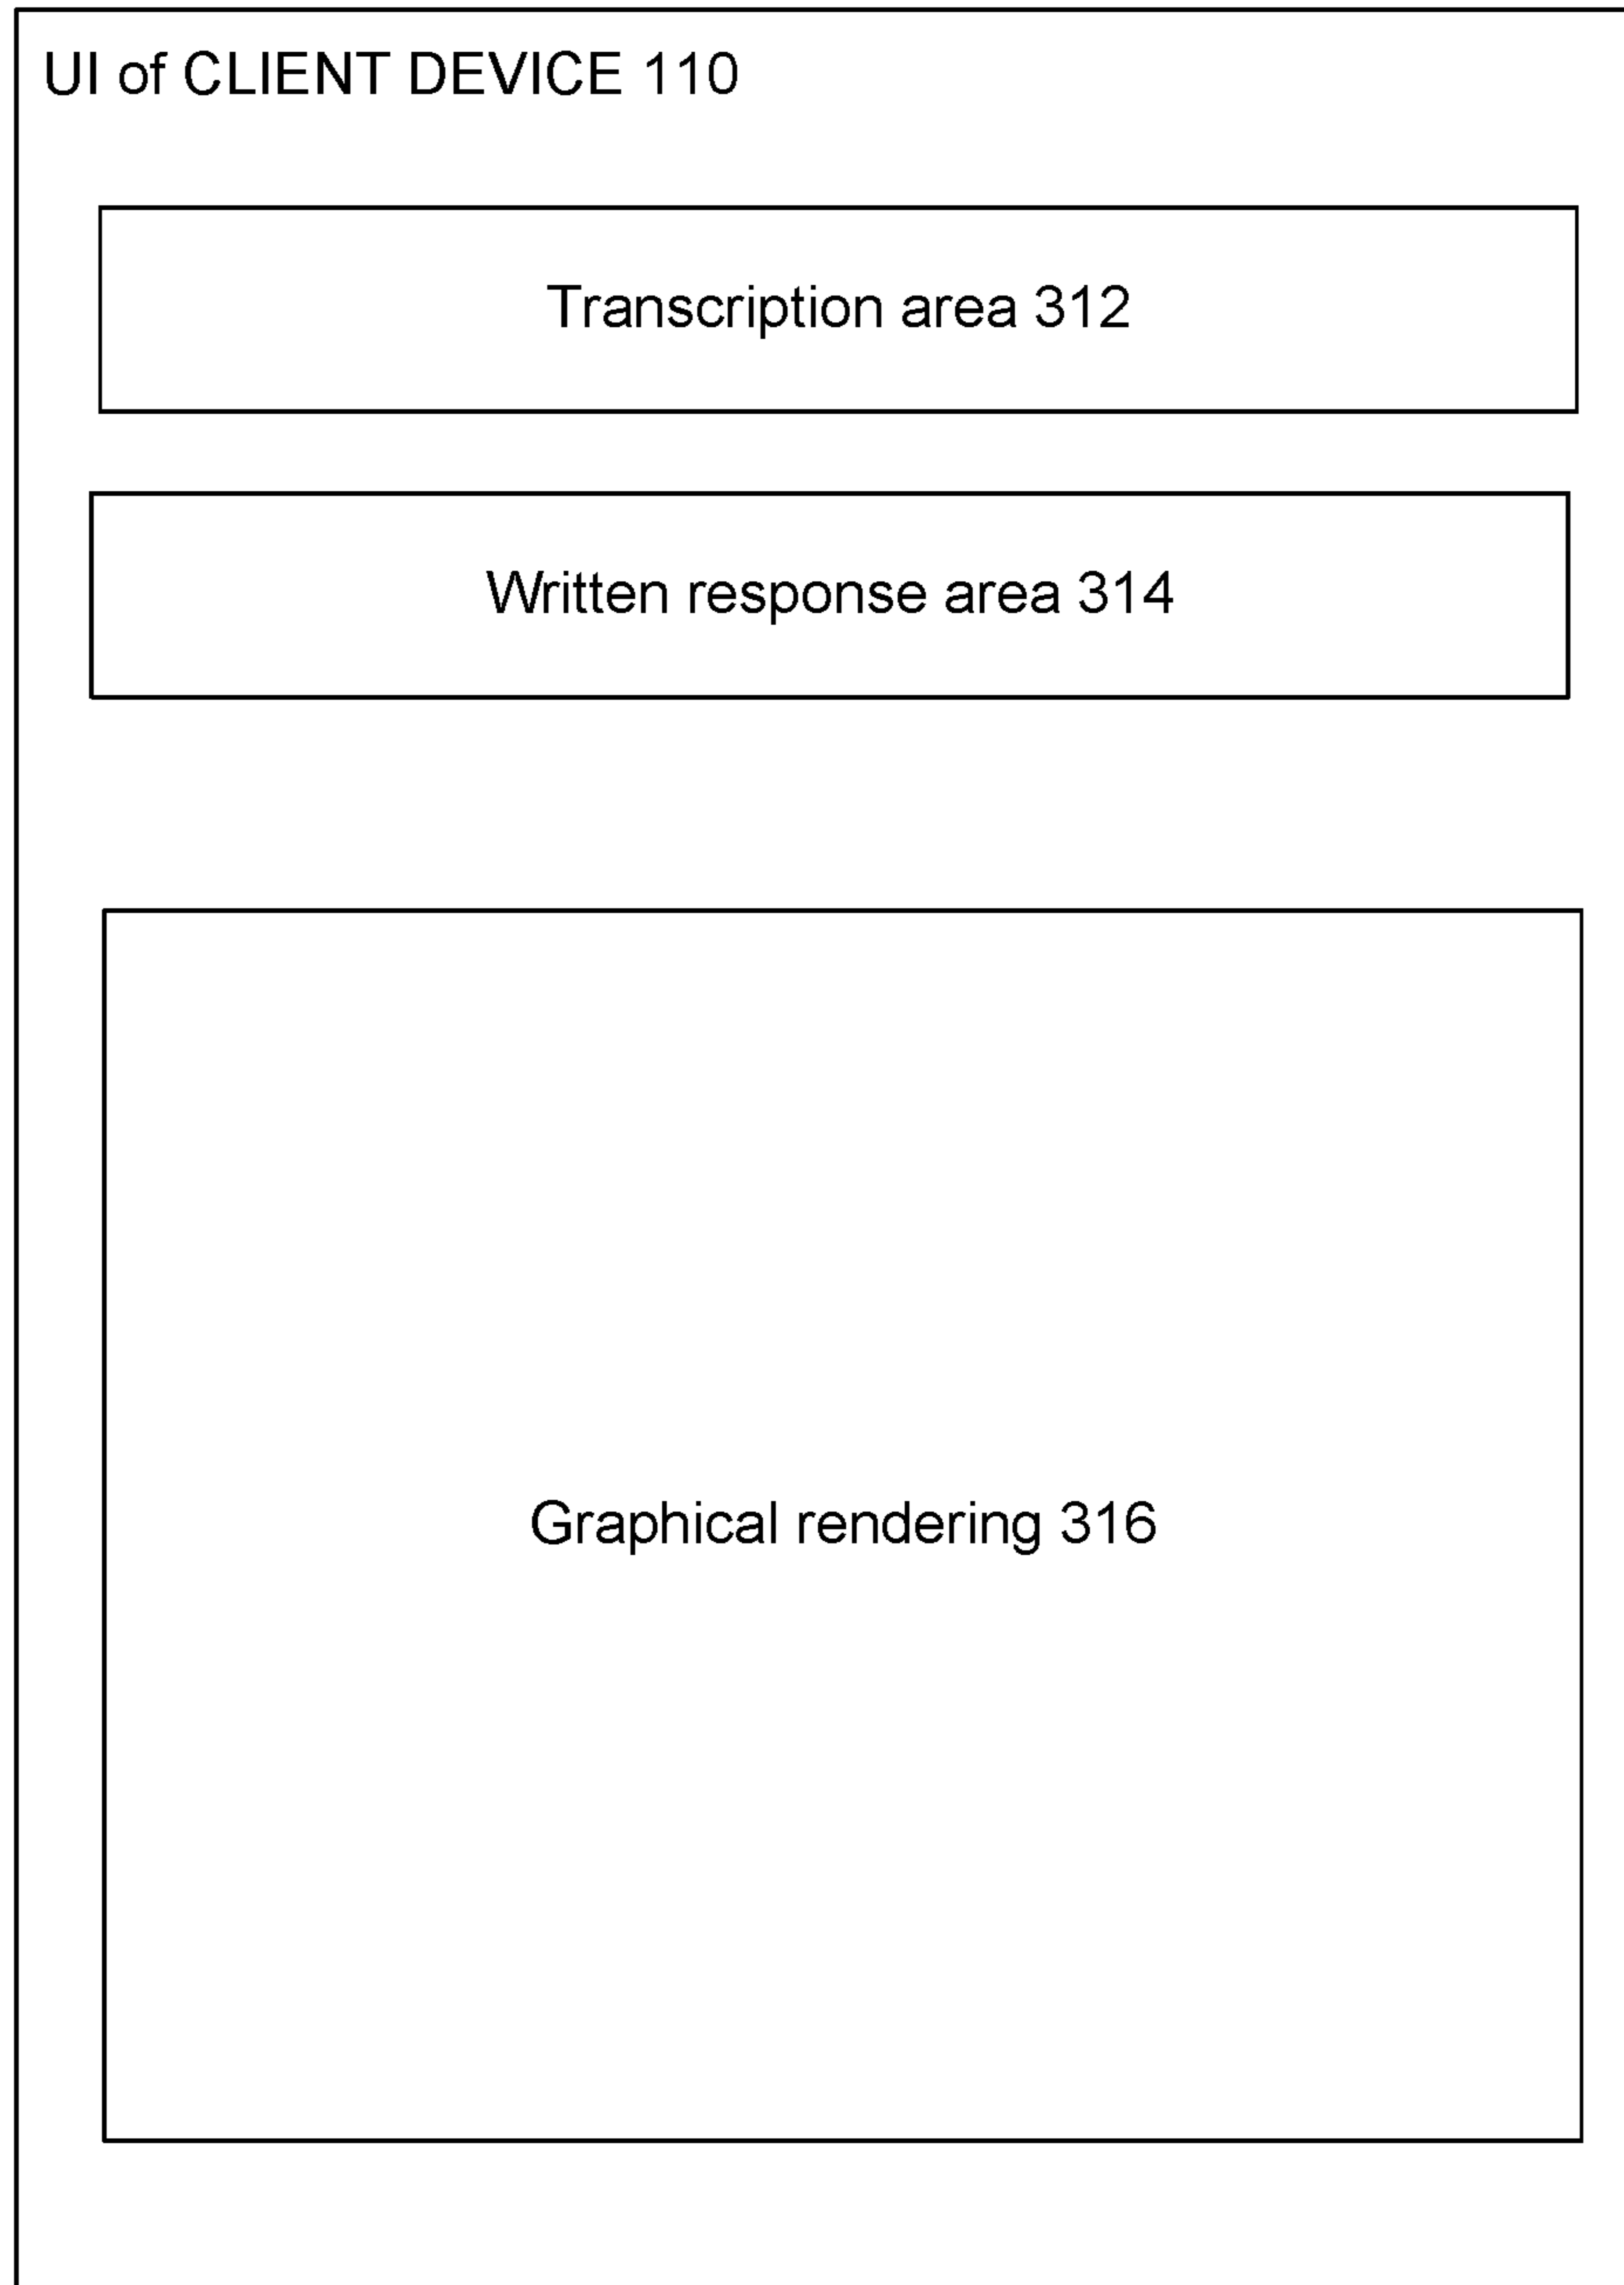 UI of CLIENT DEVICE 110
Transcription area 312
Written response area 314
Graphical rendering 316